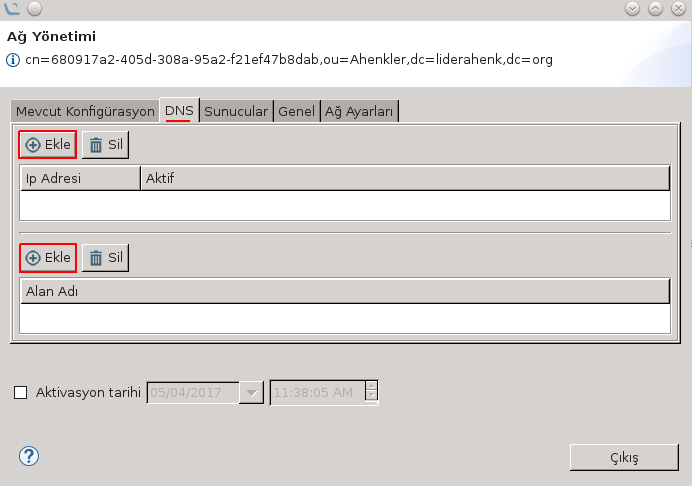 Ağ Yönetimi
cn=680917a2-405d-308a-95a2-f21ef47b8dab,ou=Ahenkler,dc=liderahenk,dc=org
Mevcut Konfigürasyon DNS Sunucular Genel Ağ Ayarları
Ekle Sil
Ip Adresi Aktif
Ekle Sil
Alan Adı
Aktivasyon tarihi 05/04/2017 11:38:05 AM
Çıkış